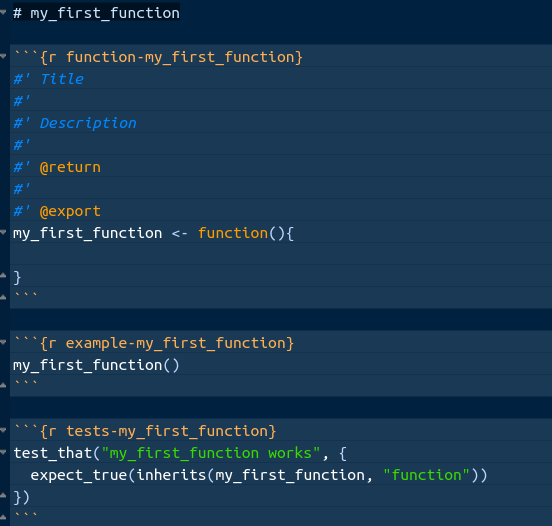 # my_first_function
```{r function-my_first_function}
#' Title
#'
#' Description
#'
#' @return
#'
#' @export
my_first_function <- function(){
}
```
```{r example-my_first_function}
my_first_function()
```
```{r tests-my_first_function}
test_that("my_first_function works", {
  expect_true(inherits(my_first_function, "function"))
})
```